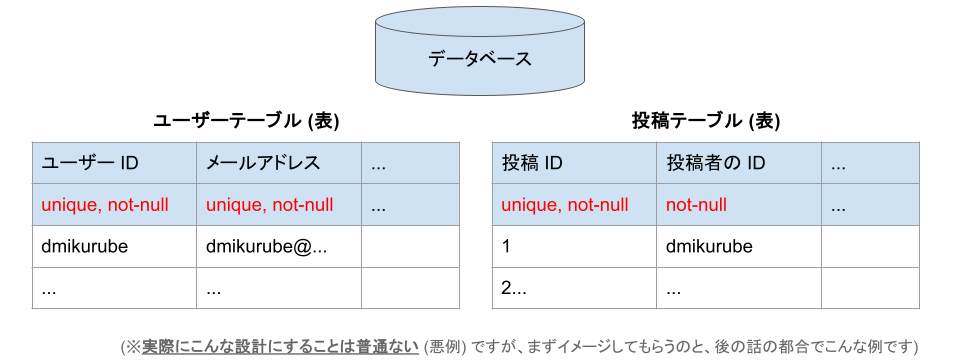 データベース
ユーザーテーブル (表)
ユーザー ID メールアドレス ...
unique, not-null unique, not-null ...
dmikurube dmikurube@...
... ...
投稿テーブル (表)
投稿 ID 投稿者の ID ...
unique, not-null not-null ...
1 dmikurube
2... ...
(※実際にこんな設計にすることは普通ない (悪例) ですが、まずイメージしてもらうのと、後の話の都合でこんな例です)